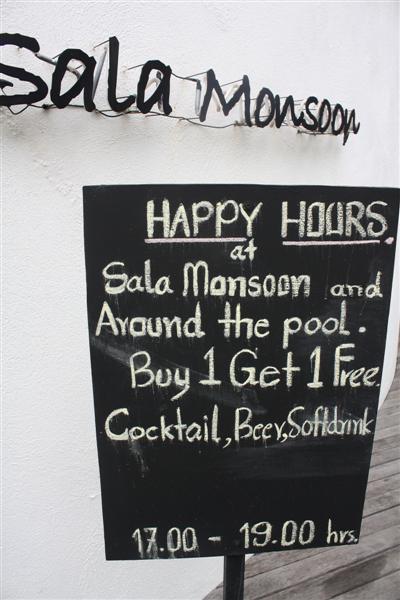 Sala Monsoon
HAPPY HOURS.
at
Sala Monsoon and
Around the pool.
Buy 1 Get 1 Free.
Cocktail, Beer, Softdrink
17.00 - 19.00 hrs.